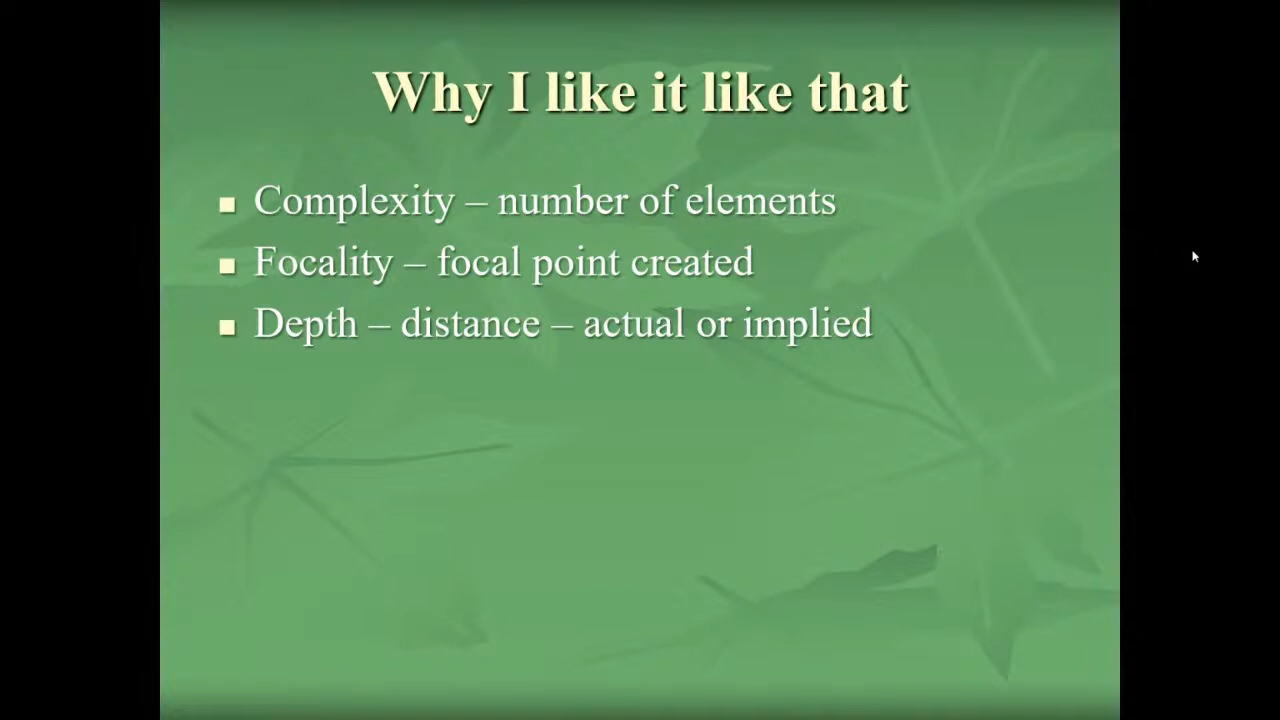 Why I like it like that
Complexity – number of elements
Focality – focal point created
Depth – distance – actual or implied